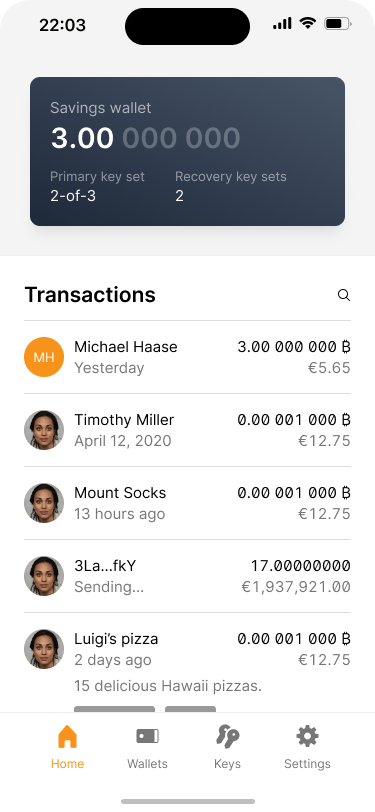 22:03
Savings wallet
3.00 000 000
Primary key set Recovery key sets
2-of-3 2
Transactions
MH Michael Haase 3.00 000 000 ₿
Yesterday €5.65
Timothy Miller 0.00 001 000 ₿
April 12, 2020 €12.75
Mount Socks 0.00 001 000 ₿
13 hours ago €12.75
3La...fkY 17.00000000
Sending... €1,937,921.00
Luigi’s pizza 0.00 001 000 ₿
2 days ago €12.75
15 delicious Hawaii pizzas.
Home Wallets Keys Settings